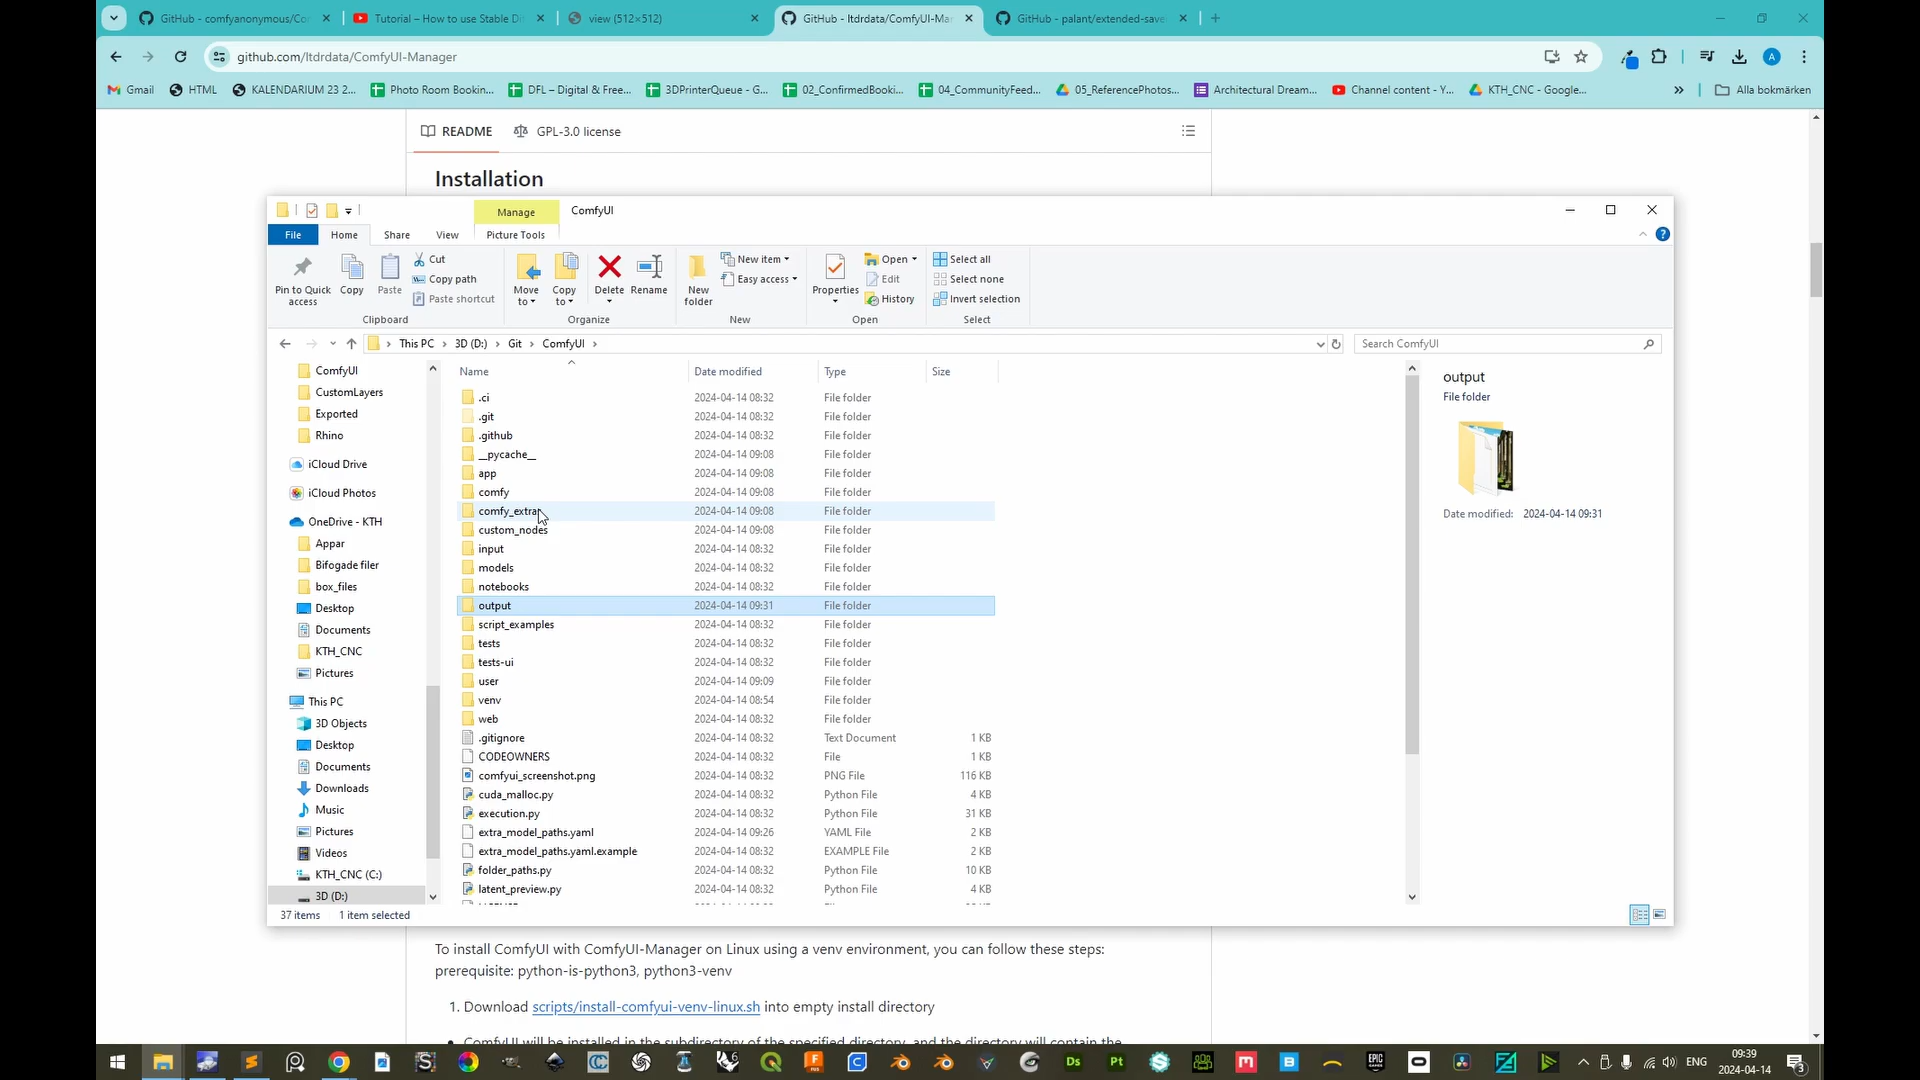 GitHub - comfyanonymous/Co
Tutorial – How to use Stable Di
view (512×512)
GitHub - ltdrdata/ComfyUI-Ma
GitHub - palant/extended-save
github.com/ltdrdata/ComfyUI-Manager
Gmail
HTML
KALENDARIUM 23 2...
Photo Room Bookin...
DFL – Digital & Free...
3DPrinterQueue - G...
02_ConfirmedBooki...
04_CommunityFeed...
05_ReferencePhotos...
Architectural Dream...
Channel content - Y...
KTH_CNC - Google...
»
Alla bokmärken
README
GPL-3.0 license
Installation
Manage
ComfyUI
File
Home
Share
View
Picture Tools
Pin to Quick access
Copy
Paste
Cut
Copy path
Paste shortcut
Clipboard
Move to
Copy to
Delete
Rename
Organize
New folder
New item
Easy access
New
Properties
Open
Edit
History
Open
Select all
Select none
Invert selection
Select
This PC > 3D (D:) > Git > ComfyUI >
Search ComfyUI
ComfyUI
CustomLayers
Exported
Rhino
iCloud Drive
iCloud Photos
OneDrive - KTH
Appar
Bifogade filer
box_files
Desktop
Documents
KTH_CNC
Pictures
This PC
3D Objects
Desktop
Documents
Downloads
Music
Pictures
Videos
KTH_CNC (C:)
3D (D:)
Name Date modified Type Size
.ci 2024-04-14 08:32 File folder
.git 2024-04-14 08:32 File folder
.github 2024-04-14 08:32 File folder
__pycache__ 2024-04-14 09:08 File folder
app 2024-04-14 09:08 File folder
comfy 2024-04-14 09:08 File folder
comfy_extra 2024-04-14 09:08 File folder
custom_nodes 2024-04-14 09:08 File folder
input 2024-04-14 08:32 File folder
models 2024-04-14 08:32 File folder
notebooks 2024-04-14 08:32 File folder
output 2024-04-14 09:31 File folder
script_examples 2024-04-14 08:32 File folder
tests 2024-04-14 08:32 File folder
tests-ui 2024-04-14 08:32 File folder
user 2024-04-14 09:09 File folder
venv 2024-04-14 08:54 File folder
web 2024-04-14 08:32 File folder
.gitignore 2024-04-14 08:32 Text Document 1 KB
CODEOWNERS 2024-04-14 08:32 File 1 KB
comfyui_screenshot.png 2024-04-14 08:32 PNG File 116 KB
cuda_malloc.py 2024-04-14 08:32 Python File 4 KB
execution.py 2024-04-14 08:32 Python File 31 KB
extra_model_paths.yaml 2024-04-14 09:26 YAML File 2 KB
extra_model_paths.yaml.example 2024-04-14 08:32 EXAMPLE File 2 KB
folder_paths.py 2024-04-14 08:32 Python File 10 KB
latent_preview.py 2024-04-14 08:32 Python File 4 KB
output
File folder
Date modified: 2024-04-14 09:31
37 items 1 item selected
To install ComfyUI with ComfyUI-Manager on Linux using a venv environment, you can follow these steps:
prerequisite: python-is-python3, python3-venv
1. Download scripts/install-comfyui-venv-linux.sh into empty install directory
ComfyUI will be installed in the subdirectory of the specified directory, and the directory will contain the
ENG
09:39
2024-04-14